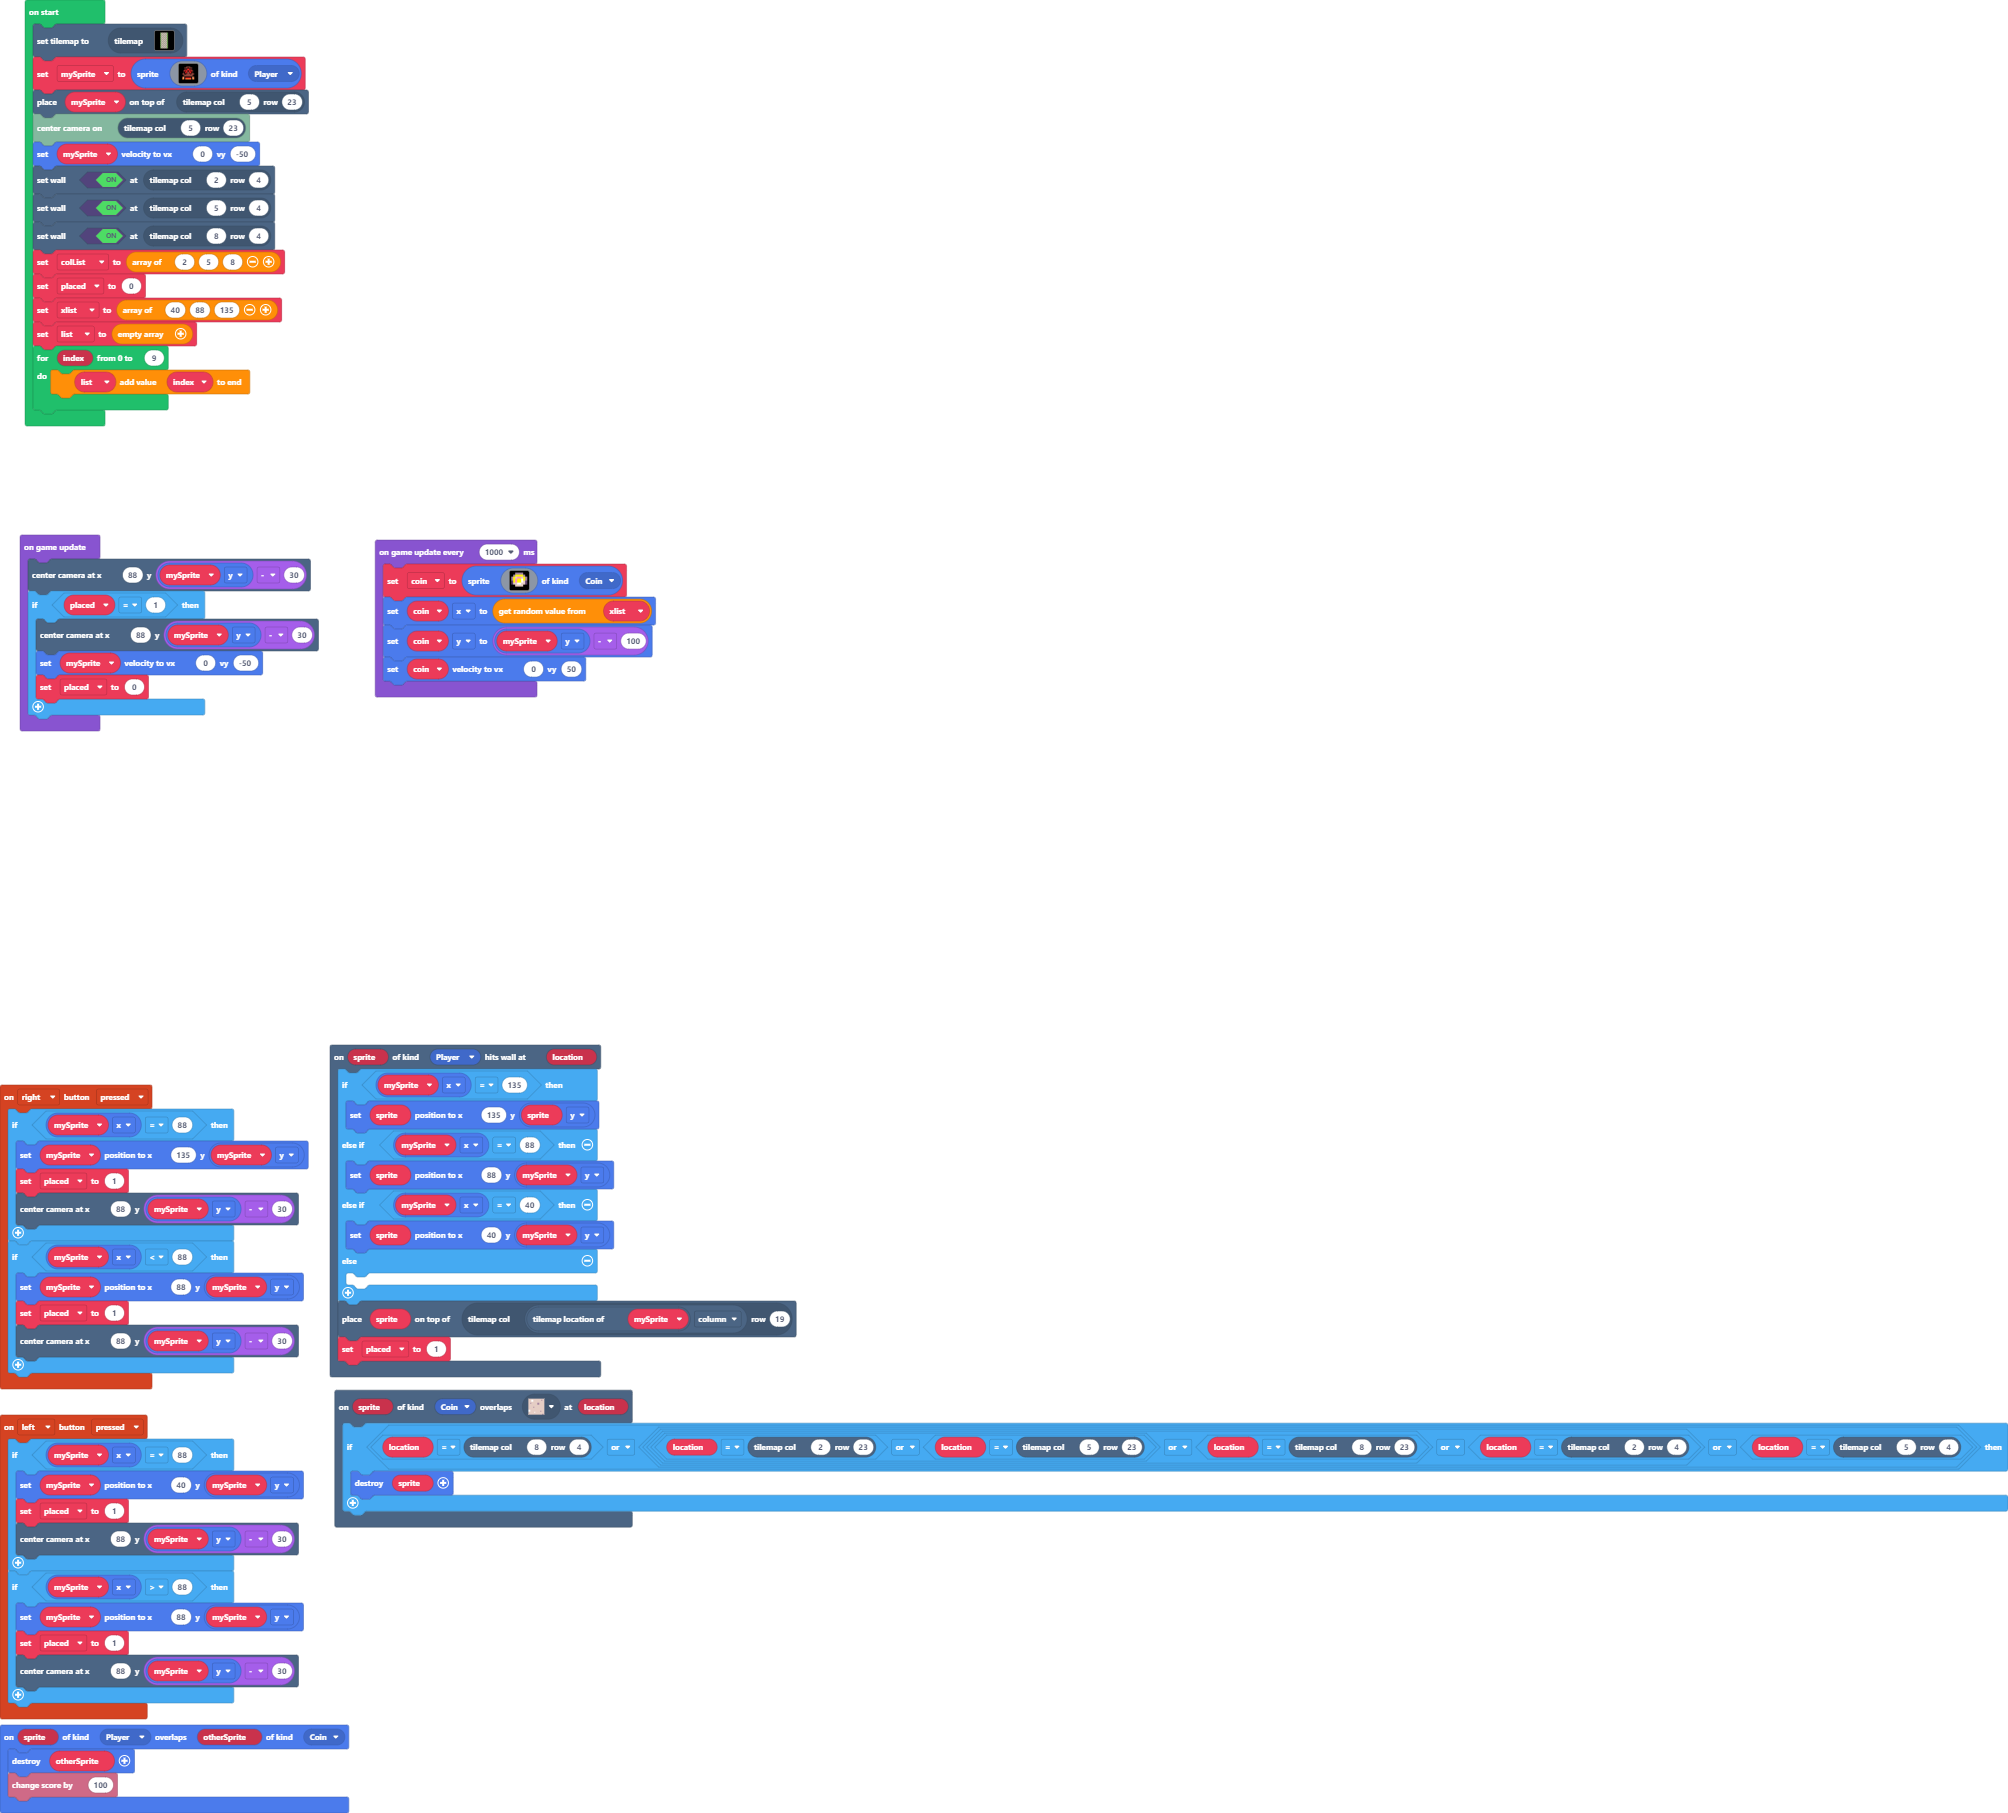 on start
set tilemap to tilemap
set mySprite to sprite of kind Player
place mySprite on top of tilemap col 5 row 23
center camera on tilemap col 5 row 23
set mySprite velocity to vx 0 vy -50
set wall ON at tilemap col 2 row 4
set wall ON at tilemap col 5 row 4
set wall ON at tilemap col 8 row 4
set colList to array of 2 5 8
set placed to 0
set xlist to array of 40 88 135
set list to empty array
for index from 0 to 9
do
list add value index to end
on game update
center camera at x 88 y mySprite y - 30
if placed = 1 then
center camera at x 88 y mySprite y - 30
set mySprite velocity to vx 0 vy -50
set placed to 0
on game update every 1000 ms
set coin to sprite of kind Coin
set coin x to get random value from xlist
set coin y to mySprite y - 100
set coin velocity to vx 0 vy 50
on right button pressed
if mySprite x = 88 then
set mySprite position to x 135 y mySprite y
set placed to 1
center camera at x 88 y mySprite y - 30
if mySprite x < 88 then
set mySprite position to x 88 y mySprite y
set placed to 1
center camera at x 88 y mySprite y - 30
on sprite of kind Player hits wall at location
if mySprite x = 135 then
set sprite position to x 135 y sprite y
else if mySprite x = 88 then
set sprite position to x 88 y mySprite y
else if mySprite x = 40 then
set sprite position to x 40 y mySprite y
else
place sprite on top of tilemap col tilemap location of mySprite column row 19
set placed to 1
on sprite of kind Coin overlaps at location
if location = tilemap col 8 row 4 or location = tilemap col 2 row 23 or location = tilemap col 5 row 23 or location = tilemap col 8 row 23 or location = tilemap col 2 row 4 or location = tilemap col 5 row 4 then
destroy sprite
on left button pressed
if mySprite x = 88 then
set mySprite position to x 40 y mySprite y
set placed to 1
center camera at x 88 y mySprite y - 30
if mySprite x > 88 then
set mySprite position to x 88 y mySprite y
set placed to 1
center camera at x 88 y mySprite y - 30
on sprite of kind Player overlaps otherSprite of kind Coin
destroy otherSprite
change score by 100